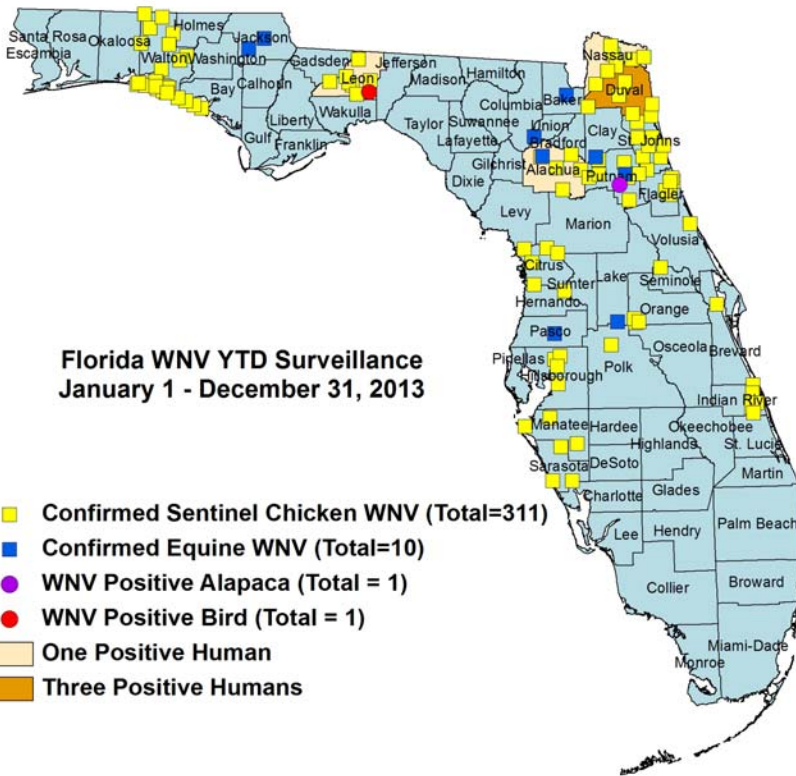 Holmes
Jackson
Santa Rosa
Okaloosa
Escambia
Walton
Washington
Gadsden
Jefferson
Leon
Madison
Hamilton
Nassau
Duval
Bay
Calhoun
Liberty
Wakulla
Columbia
Baker
Gulf
Franklin
Taylor
Suwannee
Union
Clay
Lafayette
Bradford
St. Johns
Gilchrist
Alachua
Putnam
Dixie
Flagler
Levy
Marion
Volusia
Citrus
Lake
Sumter
Seminole
Hernando
Orange
Pasco
Osceola
Brevard
Florida WNV YTD Surveillance
January 1 - December 31, 2013
Pinellas
Hillsborough
Polk
Indian River
Manatee
Hardee
Okeechobee
Highlands
St. Lucie
Sarasota
DeSoto
Martin
Charlotte
Glades
Lee
Hendry
Palm Beach
Collier
Broward
Miami-Dade
Monroe
Confirmed Sentinel Chicken WNV (Total=311)
Confirmed Equine WNV (Total=10)
WNV Positive Alapaca (Total = 1)
WNV Positive Bird (Total = 1)
One Positive Human
Three Positive Humans